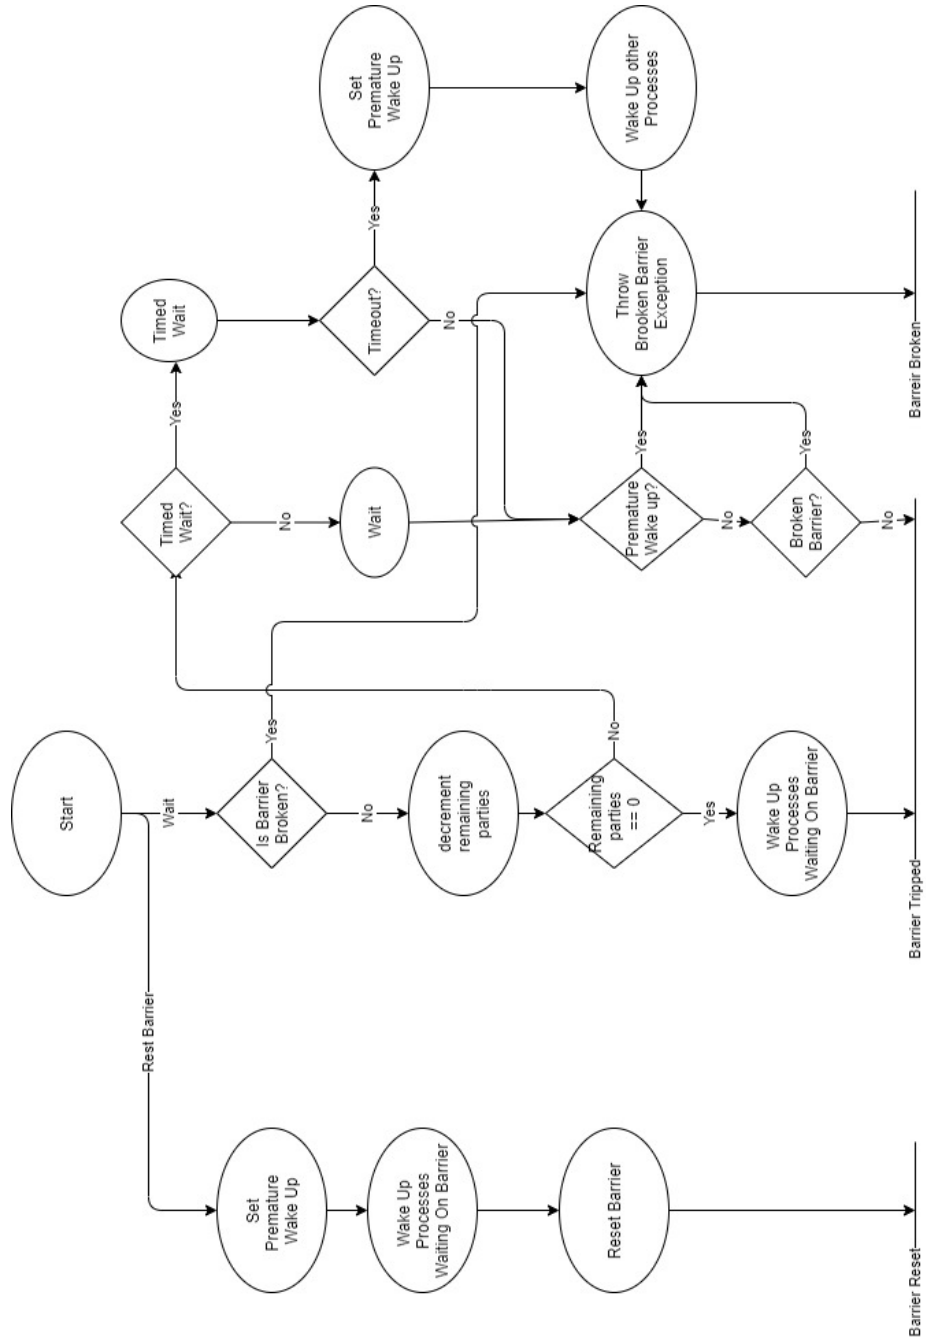 Start
Rest Barrier
Wait
Set
Premature
Wake Up
Wake Up
Processes
Waiting On Barrier
Reset Barrier
Barrier Reset
Is Barrier
Broken?
Yes
No
decrement
remaining
parties
Remaining
parties
== 0
No
Yes
Wake Up
Processes
Waiting On Barrier
Barrier Tripped
Timed
Wait?
Yes
No
Timed
Wait
Wait
Timeout?
Yes
No
Set
Premature
Wake Up
Wake Up other
Processes
Throw
Brooken Barrier
Exception
Premature
Wake up?
Yes
No
Broken
Barrier?
Yes
No
Barreir Broken